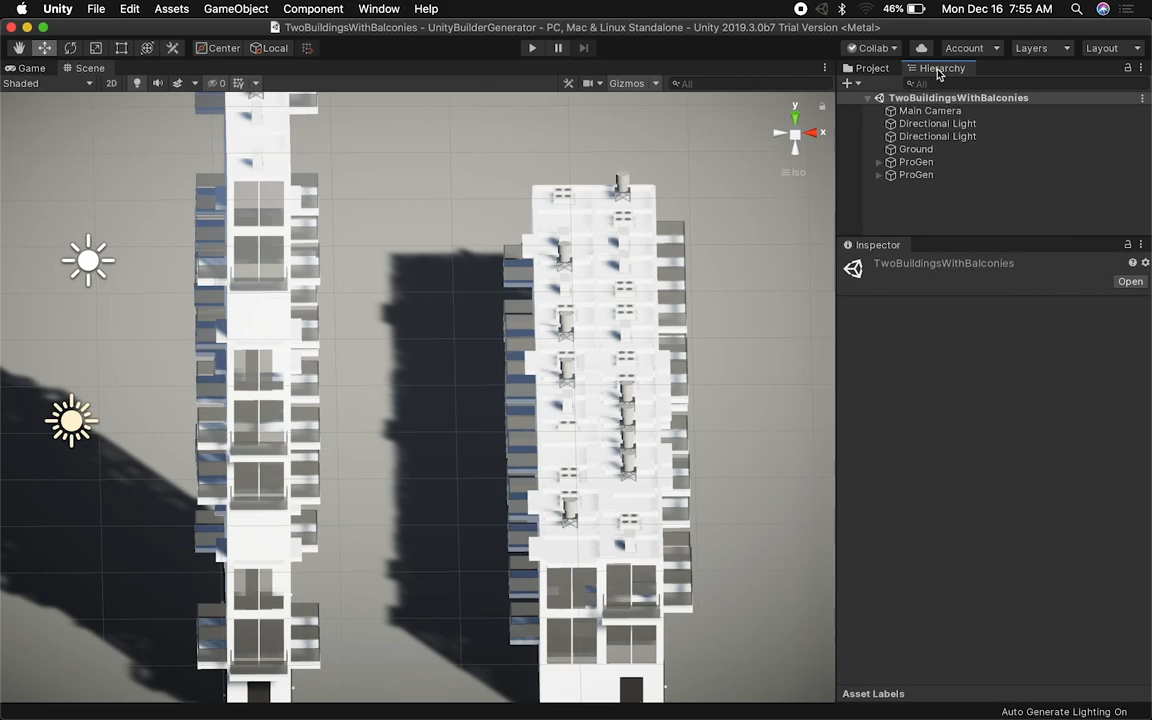 Unity File Edit Assets GameObject Component Window Help 46% Mon Dec 16 7:55 AM
TwoBuildingsWithBalconies - UnityBuilderGenerator - PC, Mac & Linux Standalone - Unity 2019.3.0b7 Trial Version <Metal>
Center Local Collab Account Layers Layout
Game Scene Project Hierarchy
Shaded 2D 0 Gizmos All All
TwoBuildingsWithBalconies
Main Camera
Directional Light
Directional Light
Ground
ProGen
ProGen
y
x
Iso
Inspector
TwoBuildingsWithBalconies
Open
Asset Labels
Auto Generate Lighting On